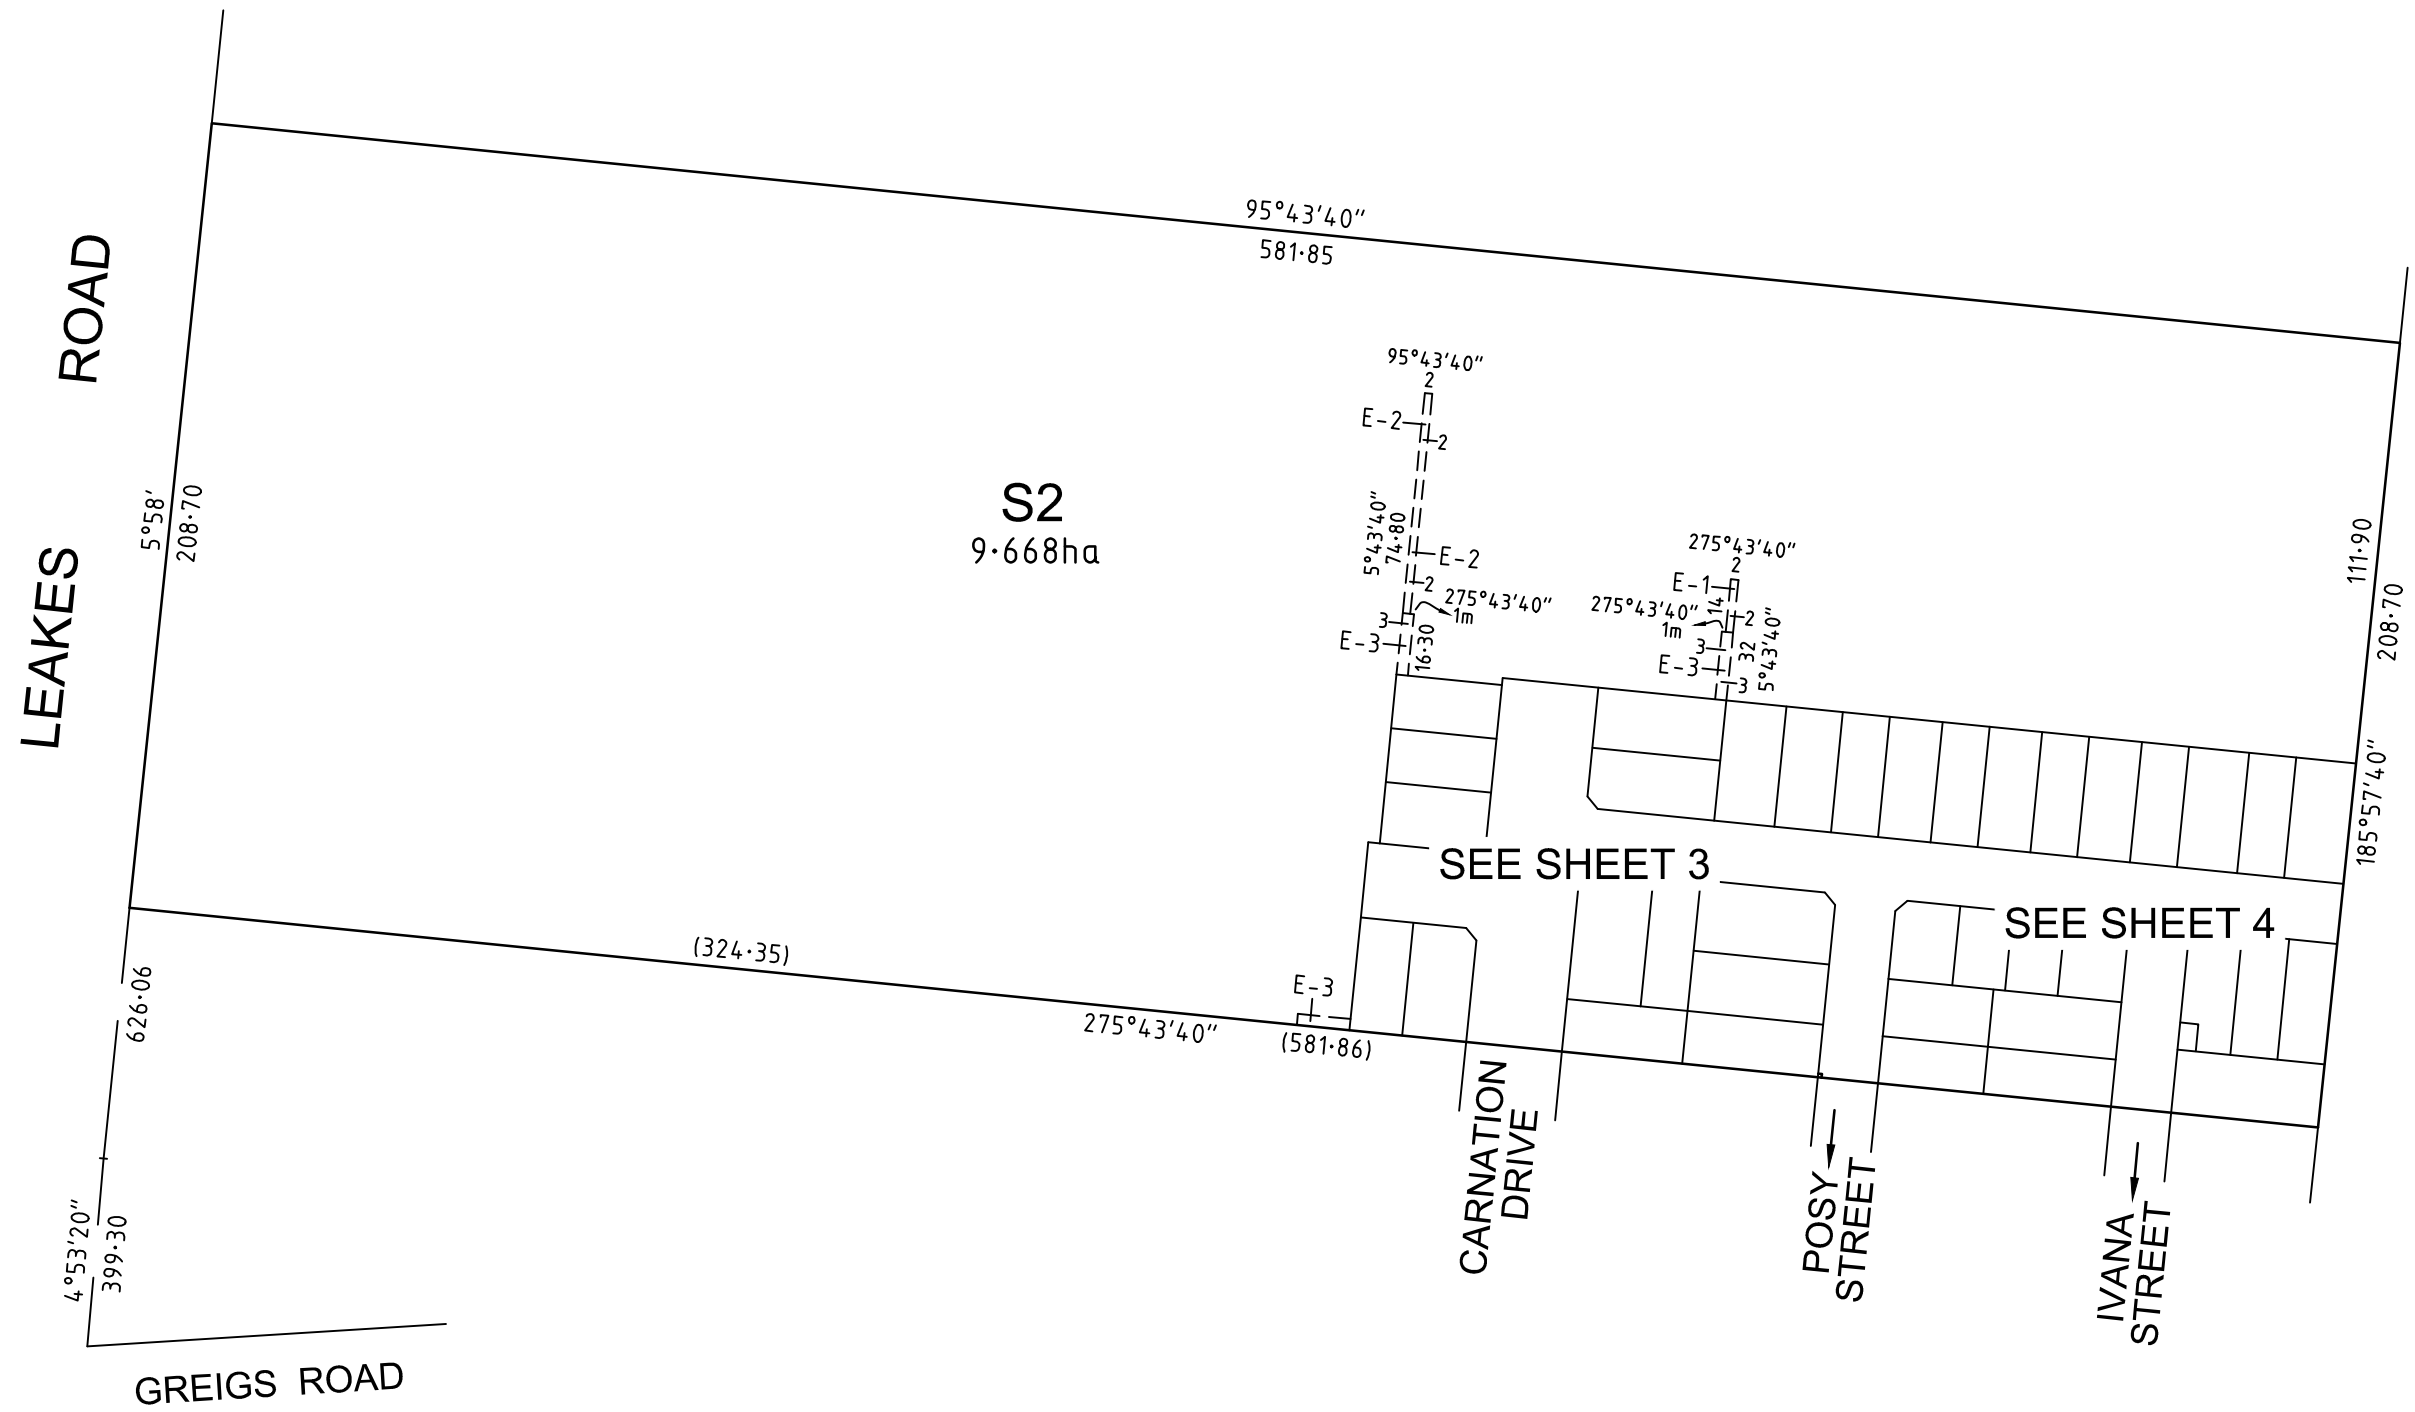 95°43'40"
581·85
LEAKES ROAD
5°58'
208·70
S2
9·668ha
95°43'40"
2
E-2
2
5°43'40"
74·80
E-2
2
275°43'40"
1m
3
E-3
16·30
275°43'40"
2
E-1
14
275°43'40"
1m
2
3
32
5°43'40"
E-3
3
111·90
208·70
185°57'40"
SEE SHEET 3
SEE SHEET 4
(324·35)
E-3
275°43'40"
(581·86)
626·06
4°53'20"
399·30
CARNATION
DRIVE
POSY
STREET
IVANA
STREET
GREIGS ROAD